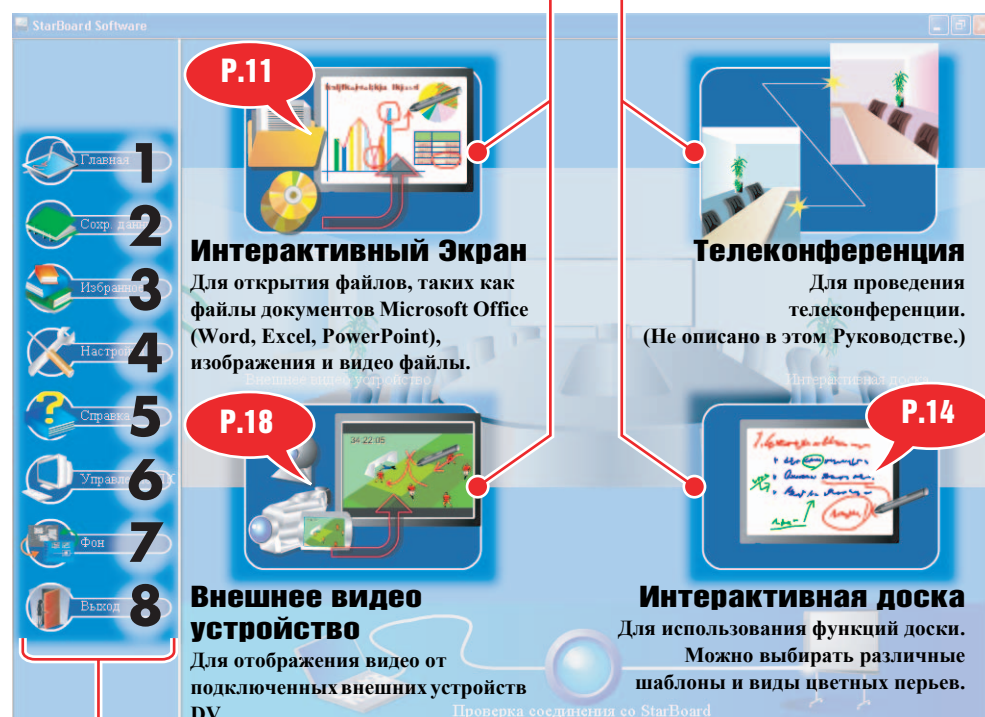 StarBoard Software
Главная 1
Сохр. дан 2
Избранное 3
Настрой 4
Справка 5
Управле 6
Фон 7
Выход 8
P.11
Интерактивный Экран
Для открытия файлов, таких как
файлы документов Microsoft Office
(Word, Excel, PowerPoint),
изображения и видео файлы.
Внешнее видео устройство
Телеконференция
Для проведения
телеконференции.
(Не описано в этом Руководстве.)
Интерактивная доска
P.18
34:22:05
Внешнее видео
устройство
Для отображения видео от
подключенных внешних устройств
DV
P.14
Интерактивная доска
Для использования функций доски.
Можно выбирать различные
шаблоны и виды цветных перьев.
Проверка соединения со StarBoard